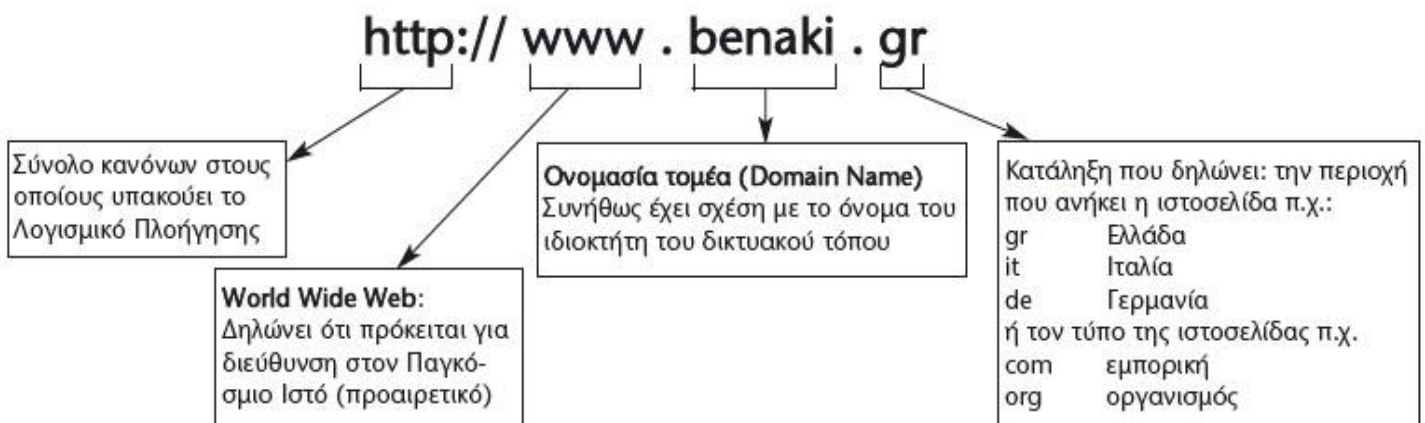 http:// www . benaki . gr
Σύνολο κανόνων στους
οποίους υπακούει το
Λογισμικό Πλοήγησης
World Wide Web:
Δηλώνει ότι πρόκειται για
διεύθυνση στον Παγκό-
σμιο Ιστό (προαιρετικό)
Ονομασία τομέα (Domain Name)
Συνήθως έχει σχέση με το όνομα του
ιδιοκτήτη του δικτυακού τόπου
Κατάληξη που δηλώνει: την περιοχή
που ανήκει η ιστοσελίδα π.χ.:
gr Ελλάδα
it Ιταλία
de Γερμανία
ή τον τύπο της ιστοσελίδας π.χ.
com εμπορική
org οργανισμός